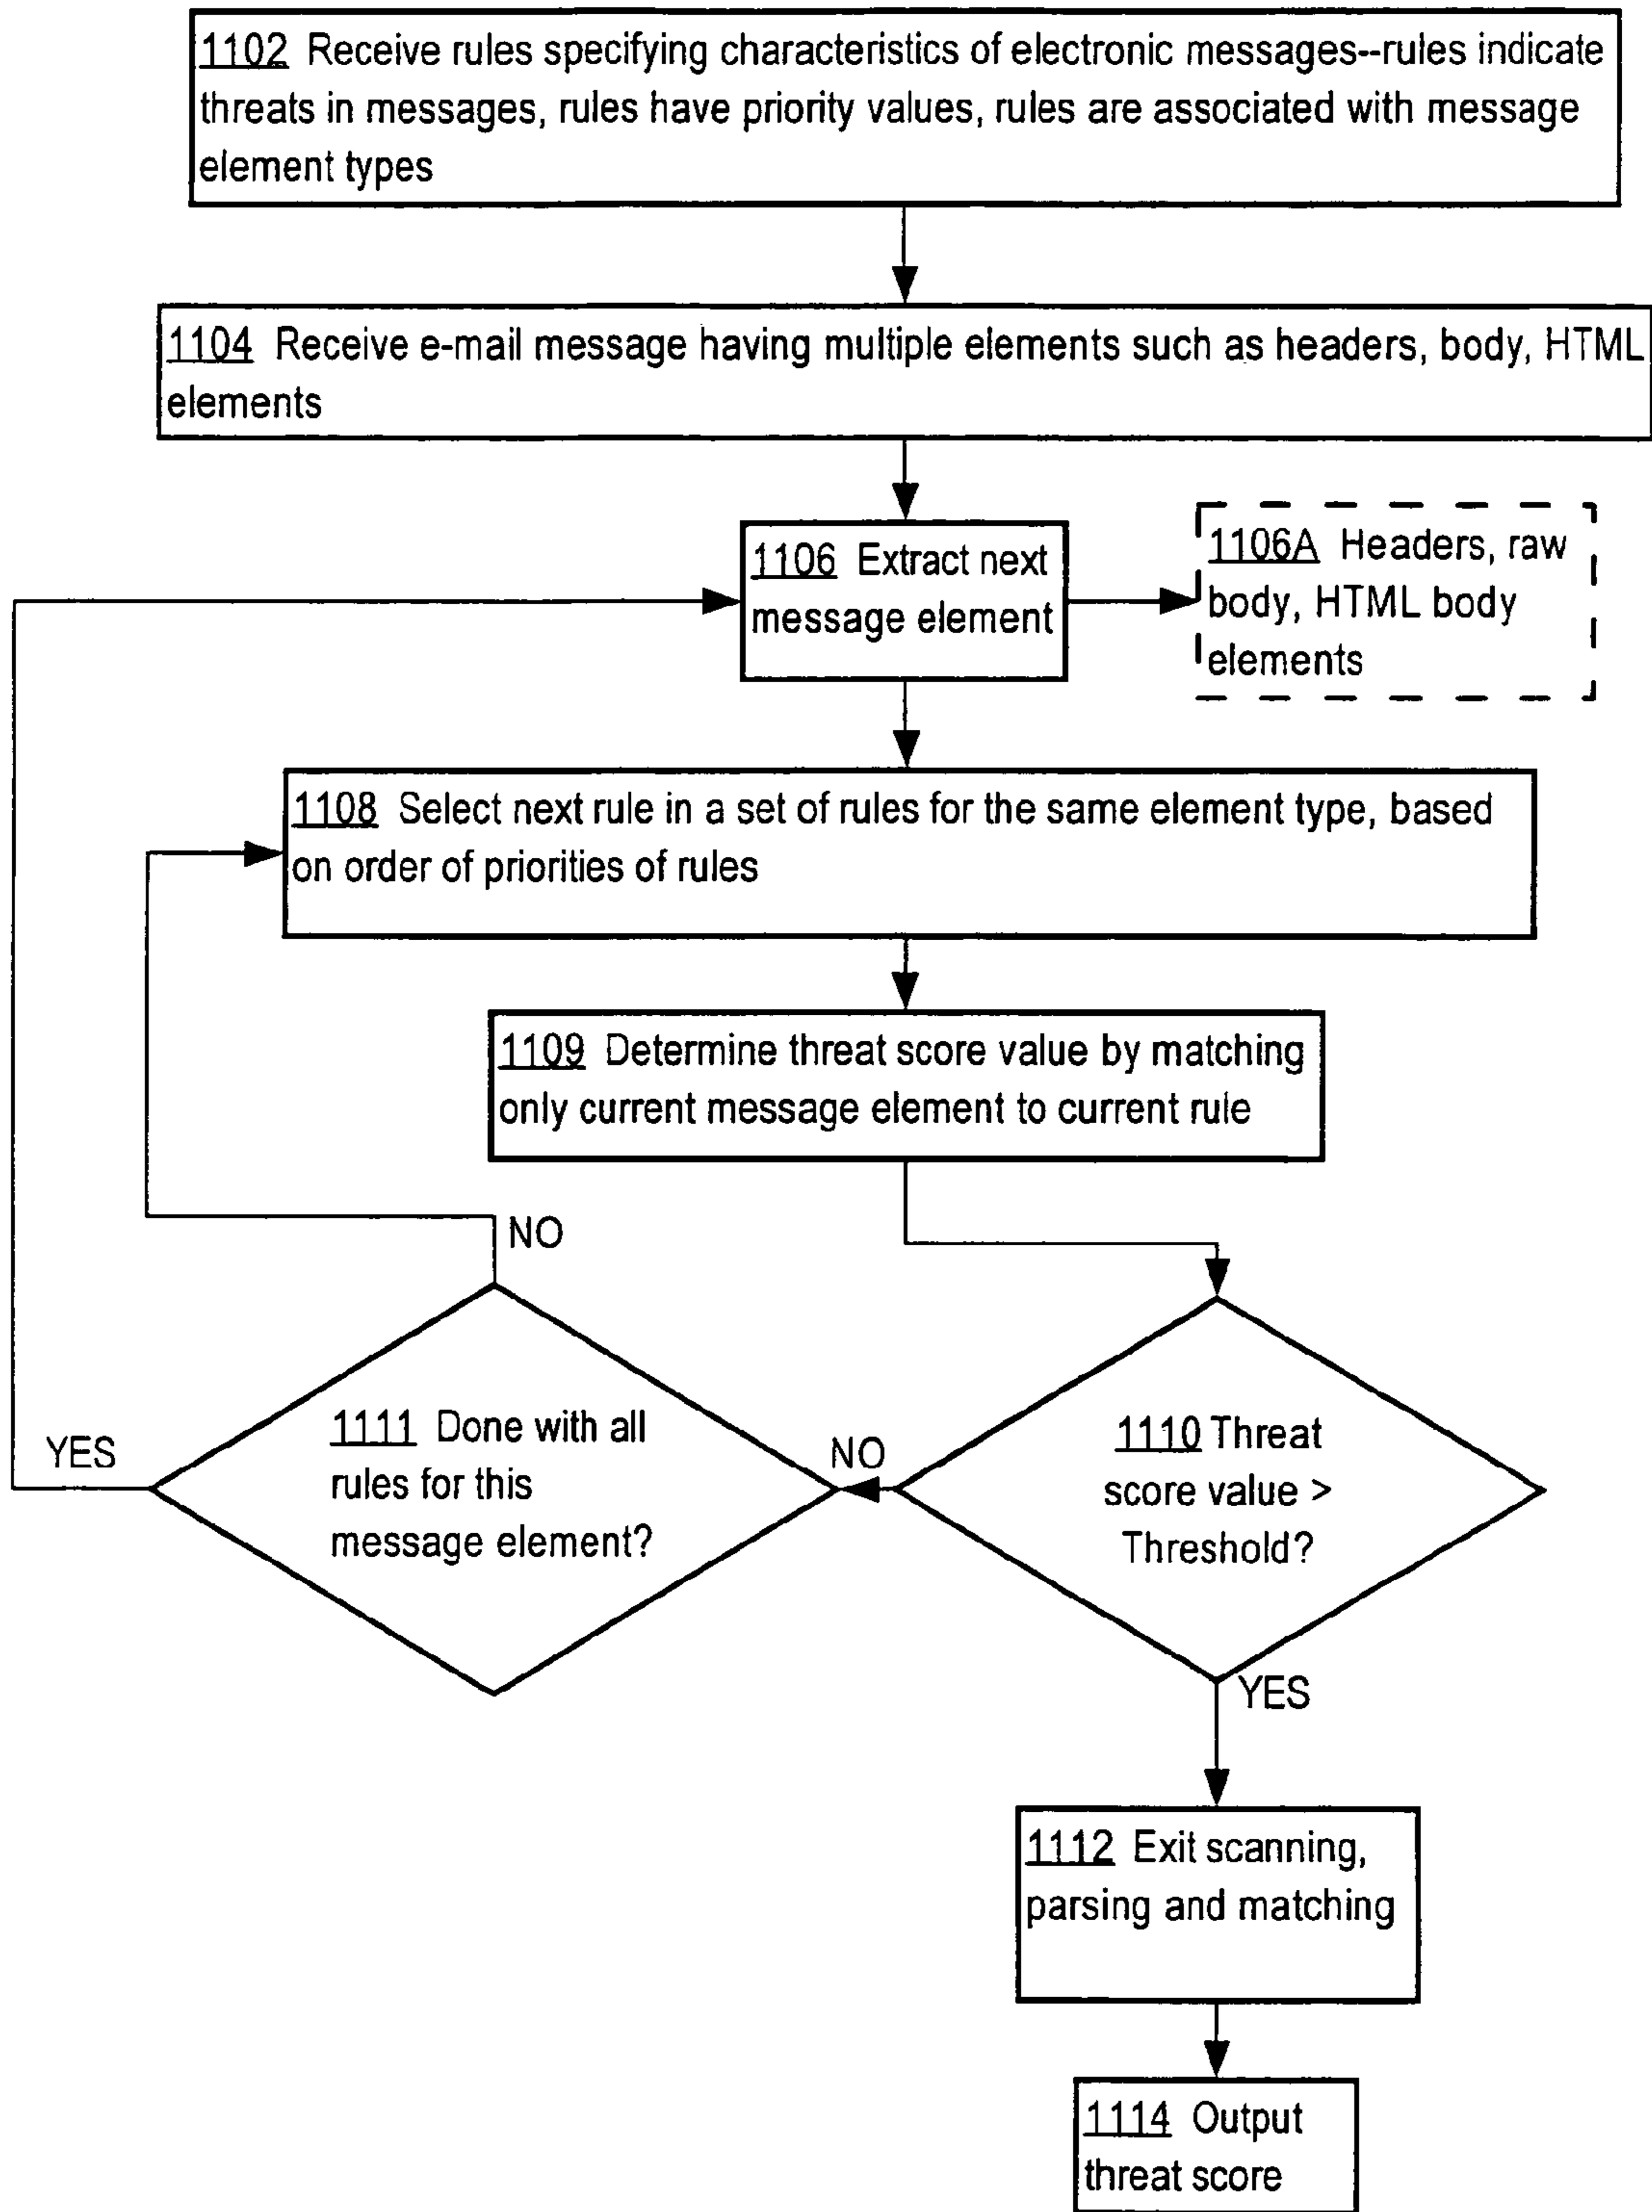 1102 Receive rules specifying characteristics of electronic messages--rules indicate
threats in messages, rules have priority values, rules are associated with message
element types
1104 Receive e-mail message having multiple elements such as headers, body, HTML
elements
1106 Extract next
message element
1106A Headers, raw
body, HTML body
elements
1108 Select next rule in a set of rules for the same element type, based
on order of priorities of rules
1109 Determine threat score value by matching
only current message element to current rule
NO
1111 Done with all
rules for this
message element?
YES
NO
1110 Threat
score value >
Threshold?
YES
1112 Exit scanning,
parsing and matching
1114 Output
threat score